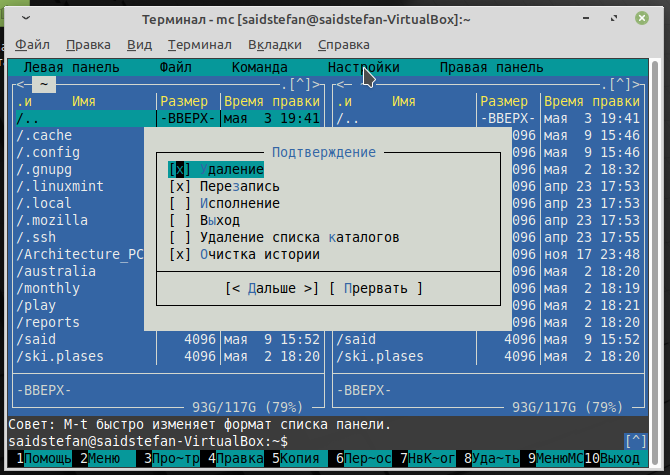 Терминал - mc [saidstefan@saidstefan-VirtualBox]:~
Файл Правка Вид Терминал Вкладки Справка
Левая панель Файл Команда Настройки Правая панель
<─ ~ ─.[^]> <─ ~ ─.[^]>
.и Имя Размер Время правки .и Имя Размер Время правки
/.. -ВВЕРХ- мая 3 19:41 /.. -ВВЕРХ- мая 3 19:41
/.cache 096 мая 9 15:46
/.config 096 мая 9 15:46
/.gnupg 096 мая 2 18:32
/.linuxmint 096 апр 23 17:53
/.local 096 апр 23 17:53
/.mozilla 096 апр 23 17:53
/.ssh 096 апр 23 17:55
/Architecture_PC 096 ноя 17 23:48
/australia 096 мая 2 18:20
/monthly 096 мая 2 18:19
/play 096 мая 2 18:21
/reports 096 мая 2 18:20
/said 4096 мая 9 15:52 /said 4096 мая 9 15:52
/ski.plases 4096 мая 2 18:20 /ski.plases 4096 мая 2 18:20
Подтверждение
[x] Удаление
[x] Перезапись
[ ] Исполнение
[ ] Выход
[ ] Удаление списка каталогов
[x] Очистка истории
[< Дальше >] [ Прервать ]
-ВВЕРХ- -ВВЕРХ-
93G/117G (79%) 93G/117G (79%)
Совет: M-t быстро изменяет формат списка панели.
saidstefan@saidstefan-VirtualBox:~$ [^]
1Помощь 2Меню 3Про~тр 4Правка 5Копия 6Пер~ос 7НвК~ог 8Уда~ть 9МенюМС 10Выход